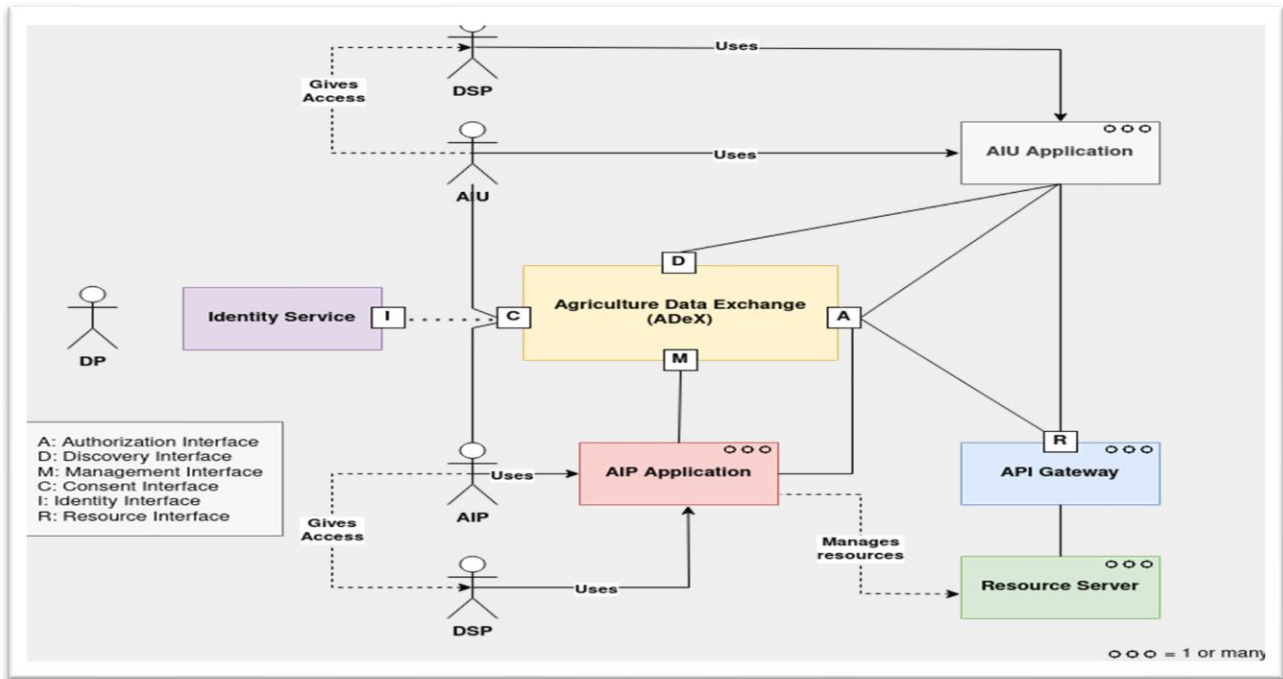 Uses
Gives
Access
DSP
Uses
AIU Application
AIU
D
Agriculture Data Exchange
(ADeX)
Identity Service
I
C
A
DP
M
A: Authorization Interface
D: Discovery Interface
M: Management Interface
C: Consent Interface
I: Identity Interface
R: Resource Interface
R
AIP Application
API Gateway
Uses
AIP
Gives
Access
Manages
resources
Uses
Resource Server
DSP
= 1 or many